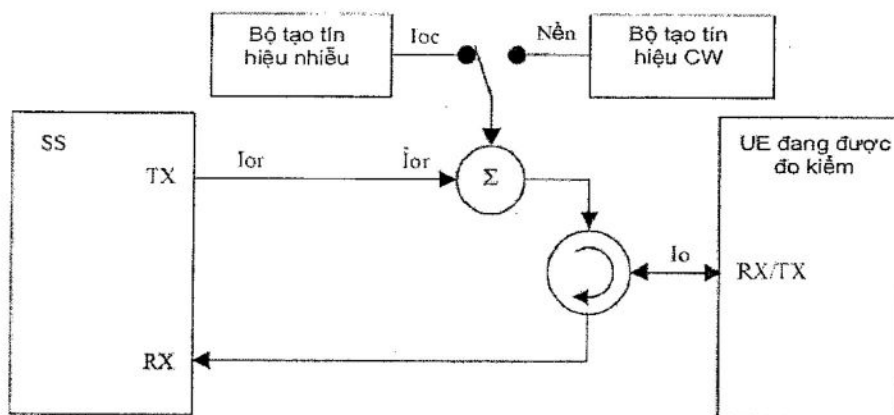 Bộ tạo tín
hiệu nhiễu
Ioc
Nền
Bộ tạo tín
hiệu CW
SS
TX
Ior
Îor
Σ
UE đang được
đo kiểm
Io
RX/TX
RX